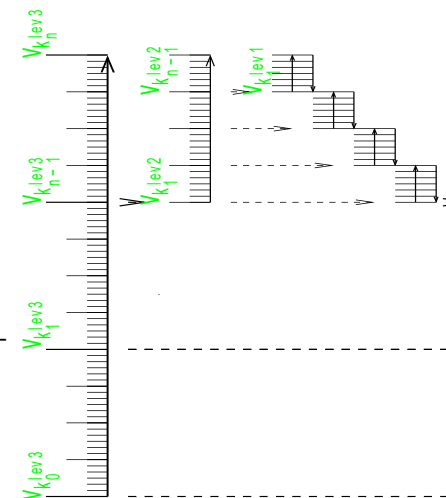 V_{k_n}^{lev3}
V_{k_{n-1}}^{lev2}
V_{k_1}^{lev1}
V_{k_{n-1}}^{lev3}
V_{k_1}^{lev2}
V_{k_1}^{lev3}
V_{k_0}^{lev3}